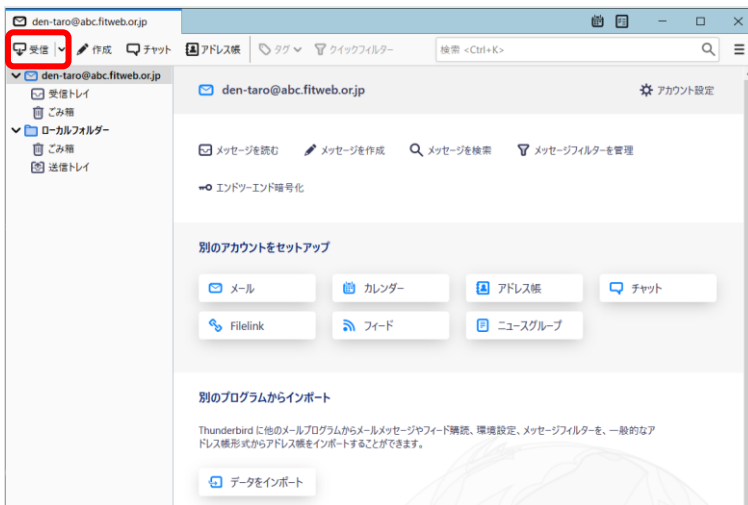 den-taro@abc.fitweb.or.jp
受信 作成 チャット アドレス帳 タグ クイックフィルター 検索 <Ctrl+K>
den-taro@abc.fitweb.or.jp
受信トレイ
ごみ箱
ローカルフォルダー
ごみ箱
送信トレイ
den-taro@abc.fitweb.or.jp アカウント設定
メッセージを読む メッセージを作成 メッセージを検索 メッセージフィルターを管理
エンドツーエンド暗号化
別のアカウントをセットアップ
メール カレンダー アドレス帳 チャット
Filelink フィード ニュースグループ
別のプログラムからインポート
Thunderbird に他のメールプログラムからメールメッセージやフィード購読、環境設定、メッセージフィルターを、一般的なア
ドレス帳形式からアドレス帳をインポートすることができます。
データをインポート